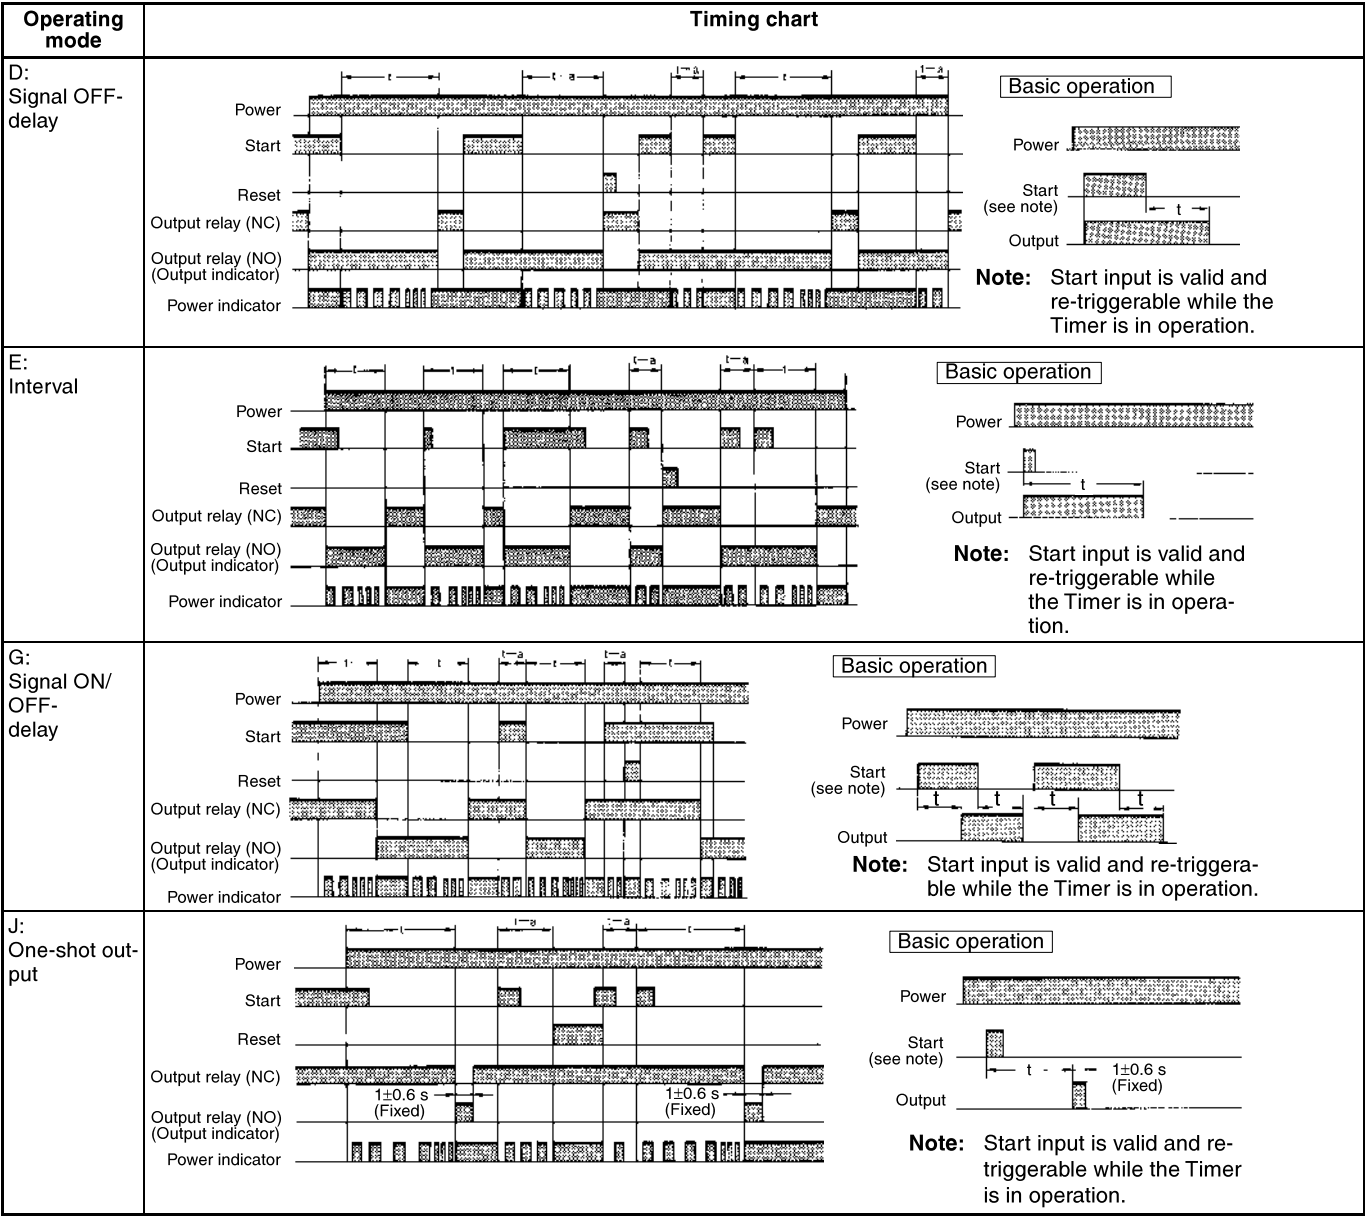 Operating
mode
Timing chart
D:
Signal OFF-
delay
t
t - a
t—a
t
t—a
Power
Start
Reset
Output relay (NC)
Output relay (NO)
(Output indicator)
Power indicator
Basic operation
Power
Start
(see note)
t
Output
Note: Start input is valid and
re-triggerable while the
Timer is in operation.
E:
Interval
t
t
t
t—a
t—a
t
Power
Start
Reset
Output relay (NC)
Output relay (NO)
(Output indicator)
Power indicator
Basic operation
Power
Start
(see note)
t
Output
Note: Start input is valid and
re-triggerable while
the Timer is in opera-
tion.
G:
Signal ON/
OFF-
delay
t
t
t—a
t
t—a
t
Power
Start
Reset
Output relay (NC)
Output relay (NO)
(Output indicator)
Power indicator
Basic operation
Power
Start
(see note)
t t t t
Output
Note: Start input is valid and re-triggera-
ble while the Timer is in operation.
J:
One-shot out-
put
t
t—a
t—a
t
Power
Start
Reset
Output relay (NC)
1±0.6 s
(Fixed)
1±0.6 s
(Fixed)
Output relay (NO)
(Output indicator)
Power indicator
Basic operation
Power
Start
(see note)
t
1±0.6 s
(Fixed)
Output
Note: Start input is valid and re-
triggerable while the Timer
is in operation.